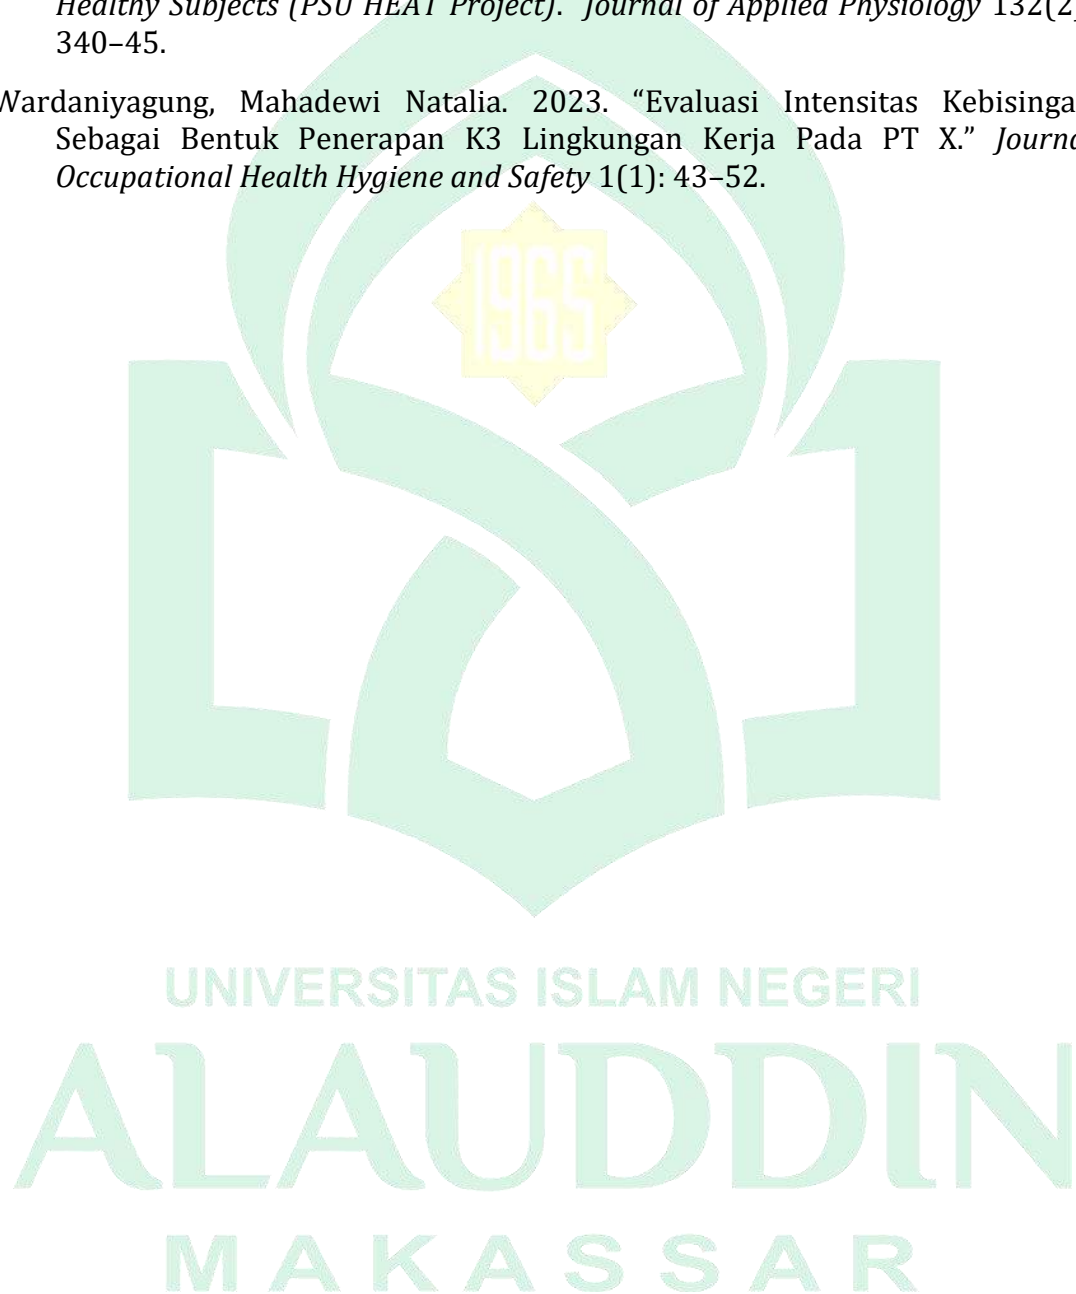 Healthy Subjects (PSU HEAT Project). Journal of Applied Physiology 132(2)
340–45.
Wardaniyagung, Mahadewi Natalia. 2023. “Evaluasi Intensitas Kebisinga
Sebagai Bentuk Penerapan K3 Lingkungan Kerja Pada PT X.” Journa
Occupational Health Hygiene and Safety 1(1): 43–52.
1965
UNIVERSITAS ISLAM NEGERI
ALAUDDIN
MAKASSAR